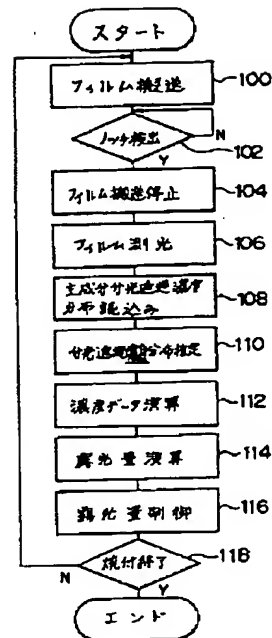 スタート
フィルム搬送
100
ノッチ検出
N
Y
102
フィルム搬送停止
104
フィルム測光
106
主成分分光透過濃度
分布読込み
108
分光透過濃度分布推定
110
濃度データ演算
112
露光量演算
114
露光量制御
116
焼付終了
118
N
Y
エンド